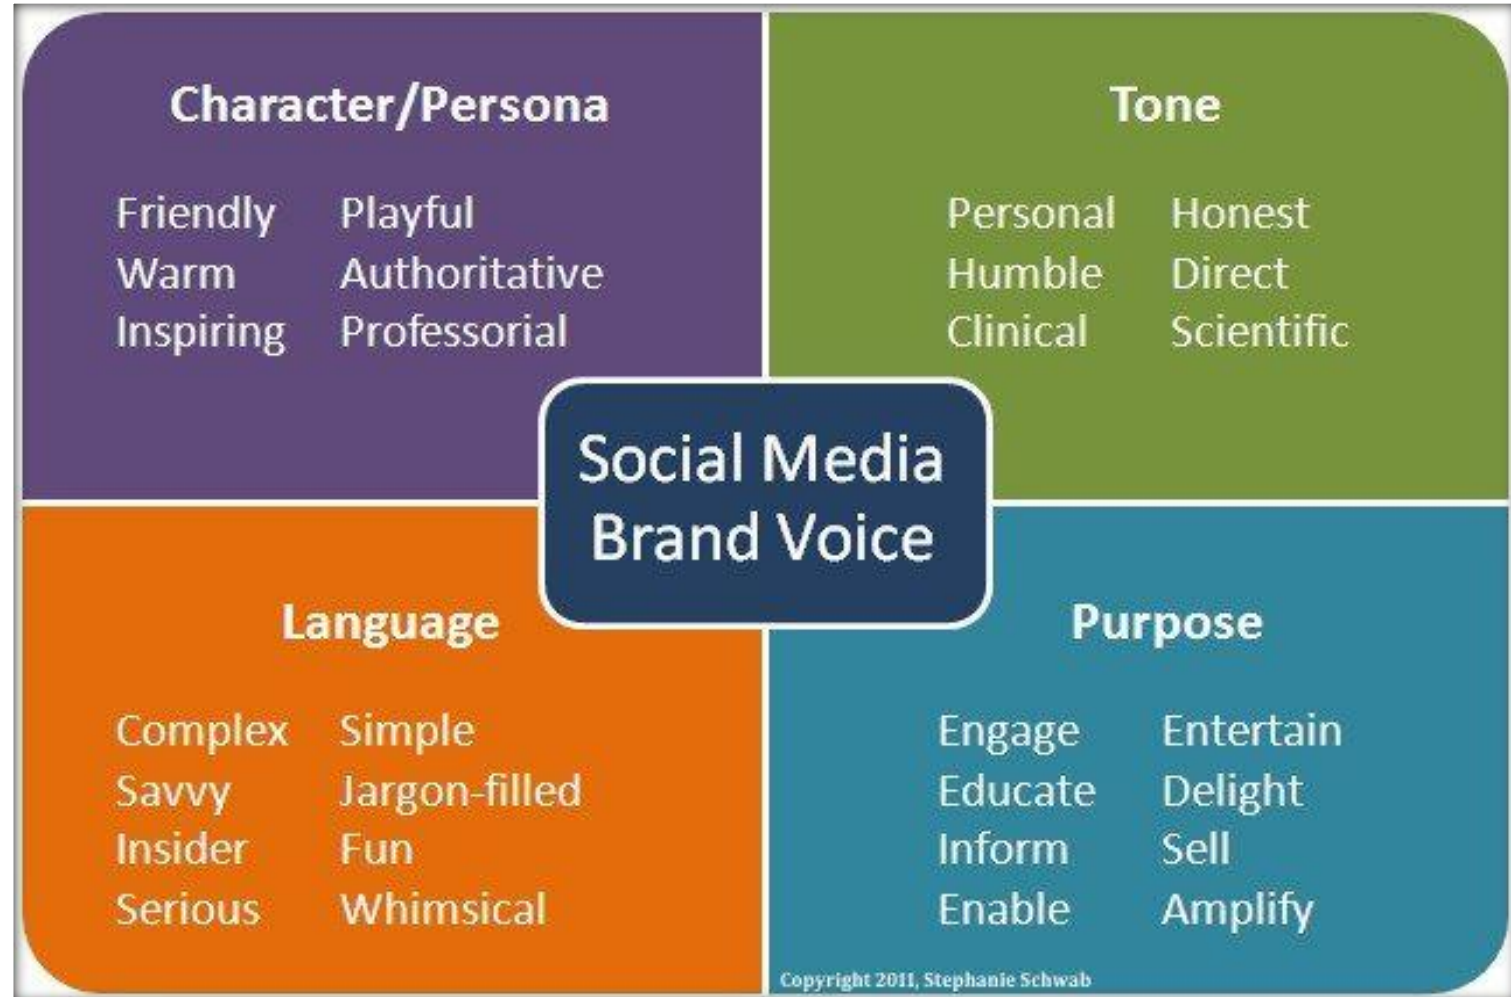 Character/Persona
Friendly Playful
Warm Authoritative
Inspiring Professorial
Tone
Personal Honest
Humble Direct
Clinical Scientific
Social Media
Brand Voice
Language
Complex Simple
Savvy Jargon-filled
Insider Fun
Serious Whimsical
Purpose
Engage Entertain
Educate Delight
Inform Sell
Enable Amplify
Copyright 2011, Stephanie Schwab